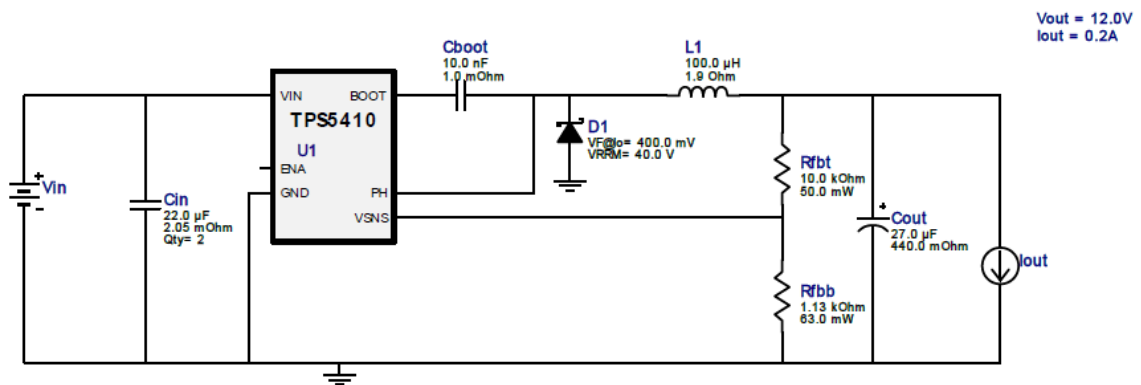 Vout = 12.0V
Iout = 0.2A
Cboot
10.0 nF
1.0 mOhm
L1
100.0 µH
1.9 Ohm
VIN
BOOT
TPS5410
U1
ENA
GND
PH
VSNS
D1
VF@Io= 400.0 mV
VRRM= 40.0 V
Rfbt
10.0 kOhm
50.0 mW
+
Vin
-
Cin
22.0 µF
2.05 mOhm
Qty= 2
+
Cout
27.0 µF
440.0 mOhm
Iout
Rfbb
1.13 kOhm
63.0 mW